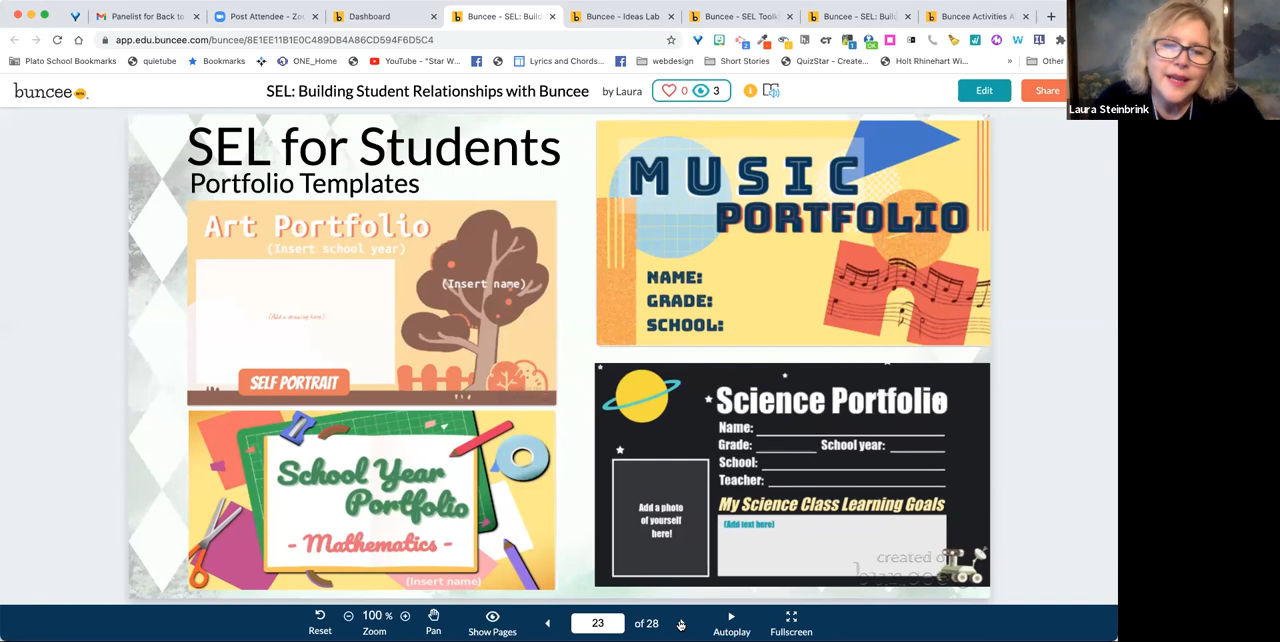 Panelist for Back to
Post Attendee - Zo
Dashboard
Buncee - SEL: Build
Buncee - Ideas Lab
Buncee - SEL Toolk
Buncee - SEL: Build
Buncee Activities A
app.edu.buncee.com/buncee/8E1EE11B1E0C489DB4A86CD594F6D5C4
Plato School Bookmarks
quietube
Bookmarks
ONE_Home
YouTube - "Star W...
Lyrics and Chords...
webdesign
Short Stories
QuizStar - Create...
Holt Rhinehart Wi...
»
Other
buncee
SEL: Building Student Relationships with Buncee
by Laura
0
3
Edit
Share
Laura Steinbrink
SEL for Students
Portfolio Templates
Art Portfolio
(Insert school year)
(Insert name)
(Add a drawing here)
SELF PORTRAIT
MUSIC
PORTFOLIO
NAME:
GRADE:
SCHOOL:
School Year
Portfolio
- Mathematics -
(Insert name)
Science Portfolio
Name:
Grade: School year:
School:
Teacher:
My Science Class Learning Goals
(Add text here)
Add a photo
of yourself
here!
created o
buncee
Reset
100 %
Zoom
Pan
Show Pages
23
of 28
Autoplay
Fullscreen